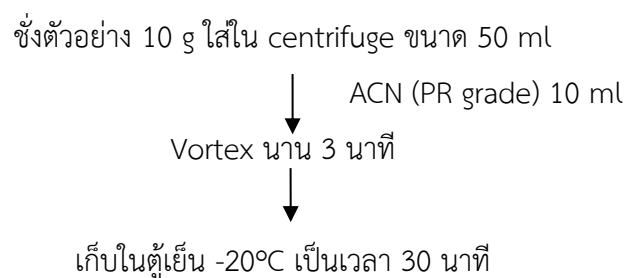 ชั่งตัวอย่าง 10 g ใส่ใน centrifuge ขนาด 50 ml
ACN (PR grade) 10 ml
Vortex นาน 3 นาที
เก็บในตู้เย็น -20ºC เป็นเวลา 30 นาที